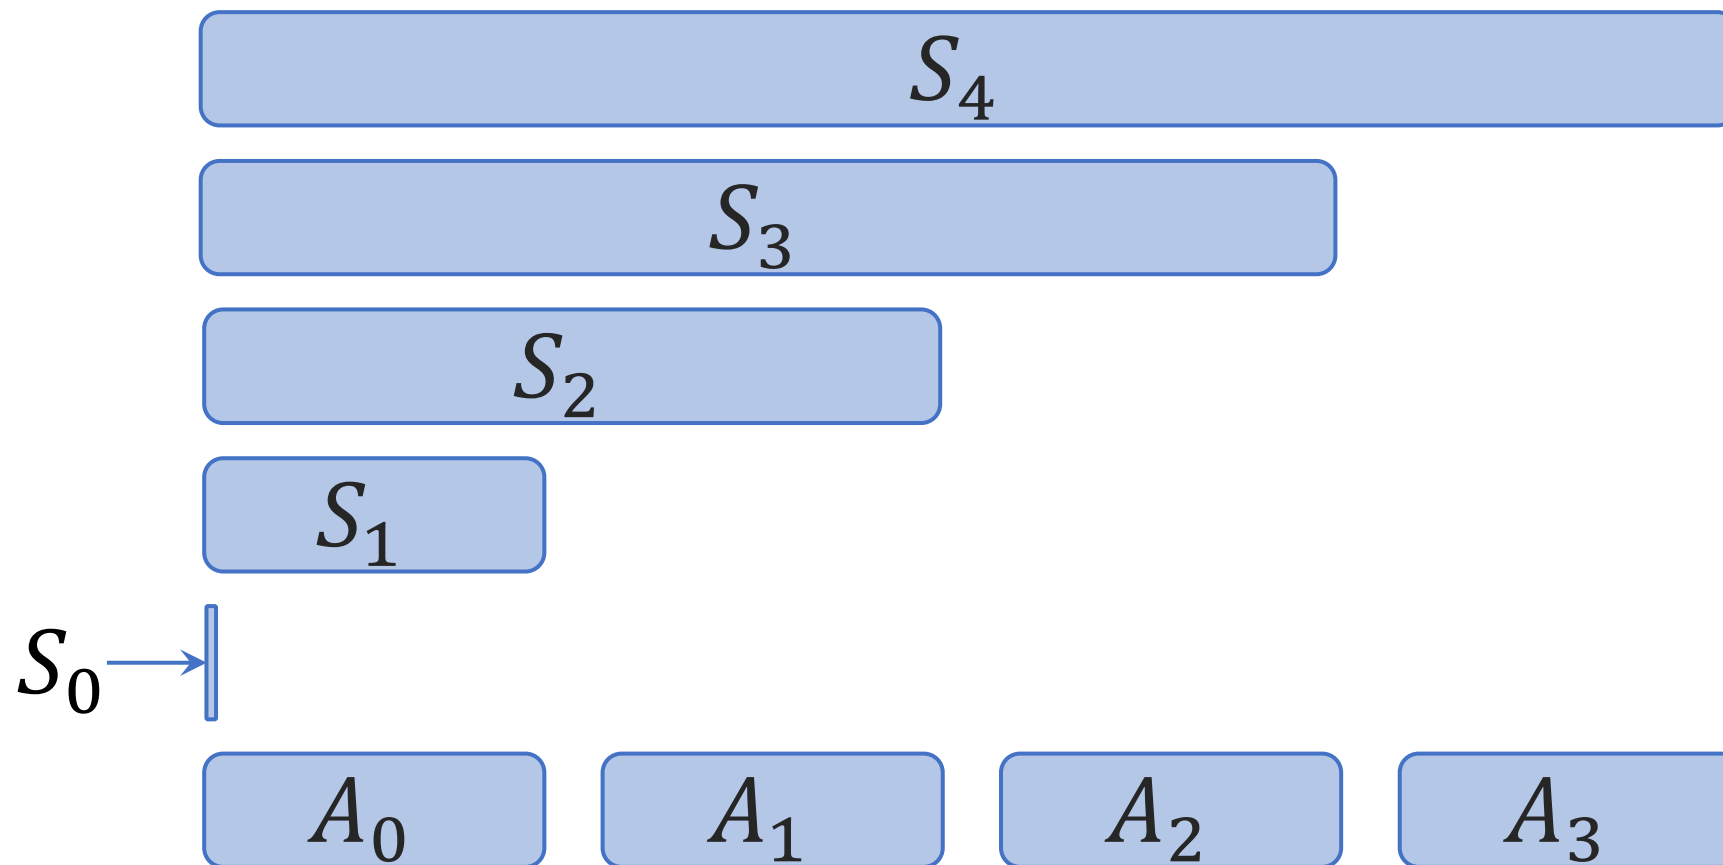 S₄
S₃
S₂
S₁
S₀
A₀ A₁ A₂ A₃